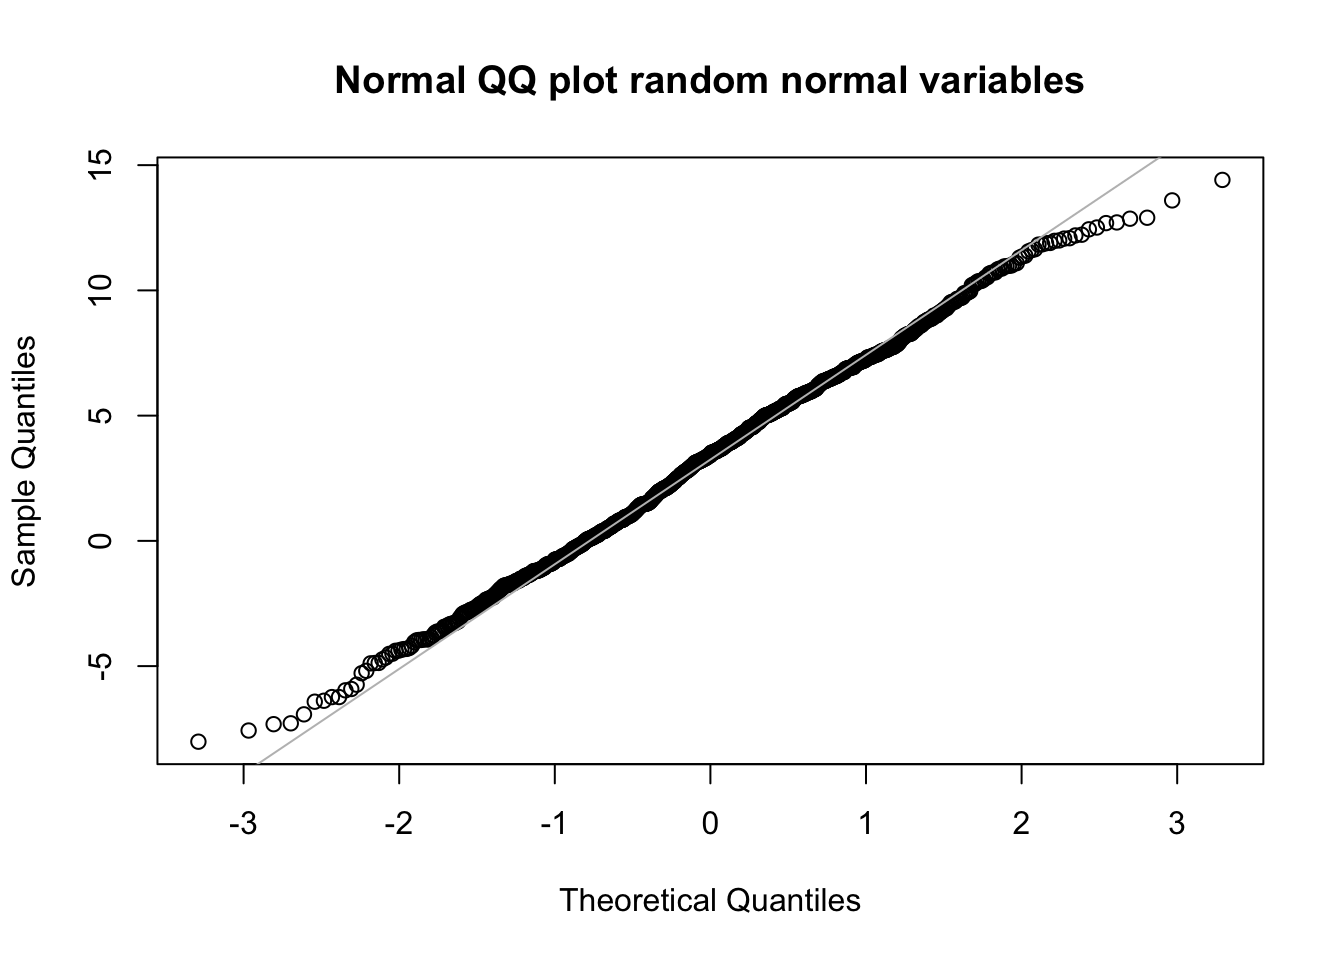 Normal QQ plot random normal variables
15
10
5
0
-5
Sample Quantiles
-3 -2 -1 0 1 2 3
Theoretical Quantiles